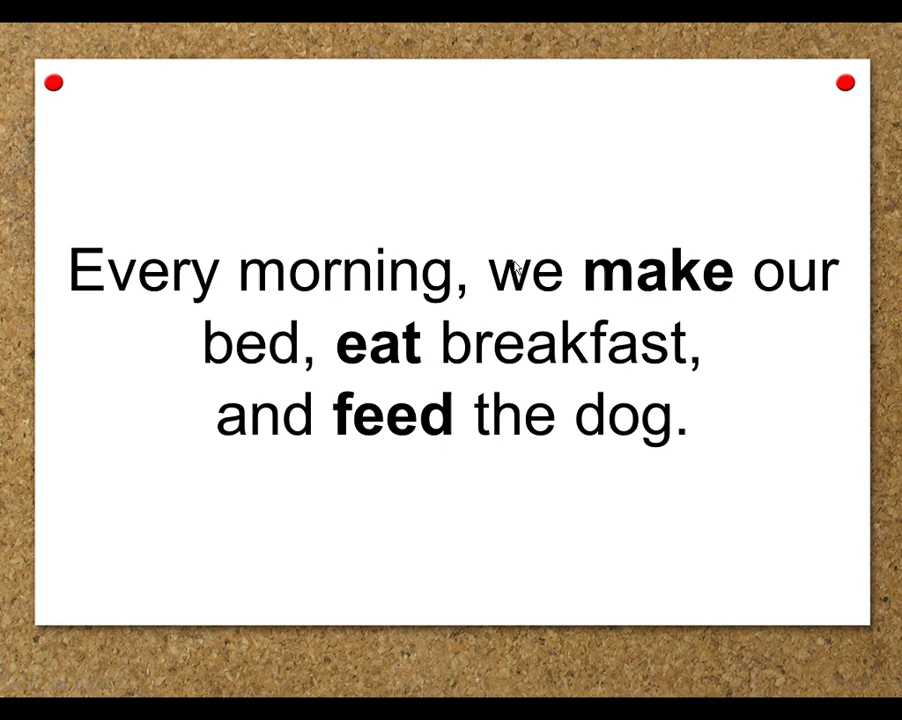 Every morning, we make our
bed, eat breakfast,
and feed the dog.